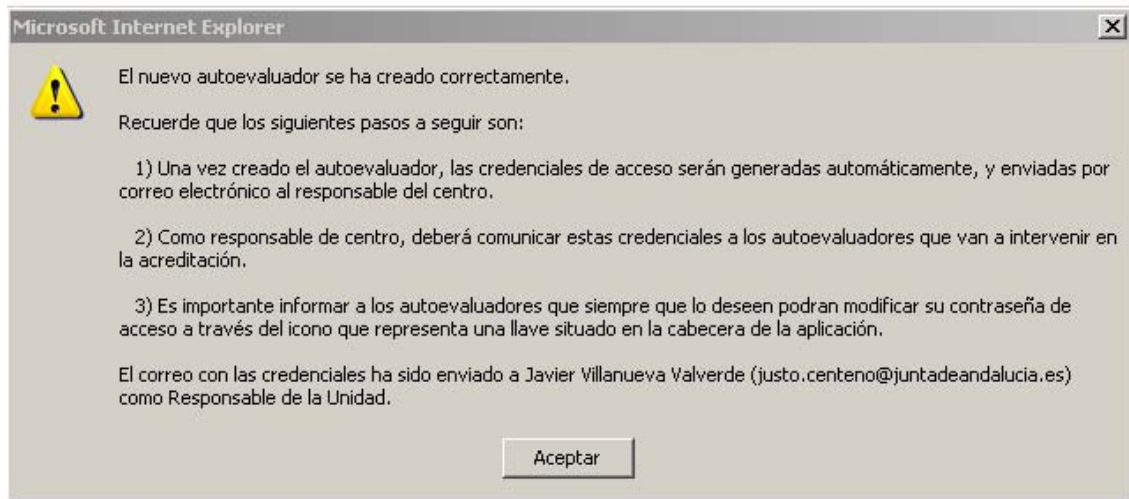 Microsoft Internet Explorer
El nuevo autoevaluador se ha creado correctamente.
Recuerde que los siguientes pasos a seguir son:
1) Una vez creado el autoevaluador, las credenciales de acceso serán generadas automáticamente, y enviadas por
correo electrónico al responsable del centro.
2) Como responsable de centro, deberá comunicar estas credenciales a los autoevaluadores que van a intervenir en
la acreditación.
3) Es importante informar a los autoevaluadores que siempre que lo deseen podran modificar su contraseña de
acceso a través del icono que representa una llave situado en la cabecera de la aplicación.
El correo con las credenciales ha sido enviado a Javier Villanueva Valverde (justo.centeno@juntadeandalucia.es)
como Responsable de la Unidad.
Aceptar